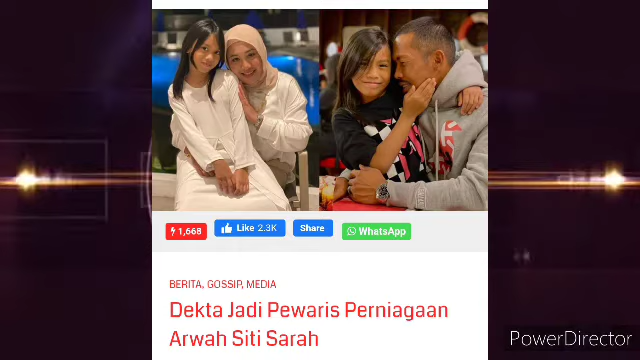 1,668
Like 2.3K
Share
WhatsApp
BERITA, GOSSIP, MEDIA
Dekta Jadi Pewaris Perniagaan
Arwah Siti Sarah
PowerDirector